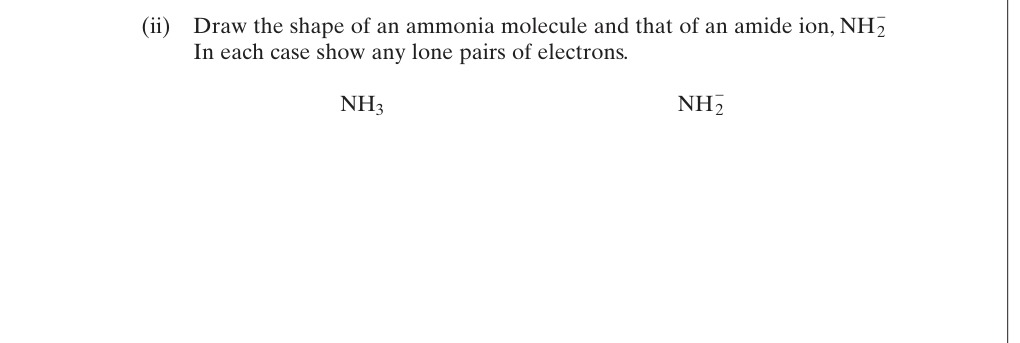 (ii) Draw the shape of an ammonia molecule and that of an amide ion, NH₂⁻
In each case show any lone pairs of electrons.
NH₃ NH₂⁻